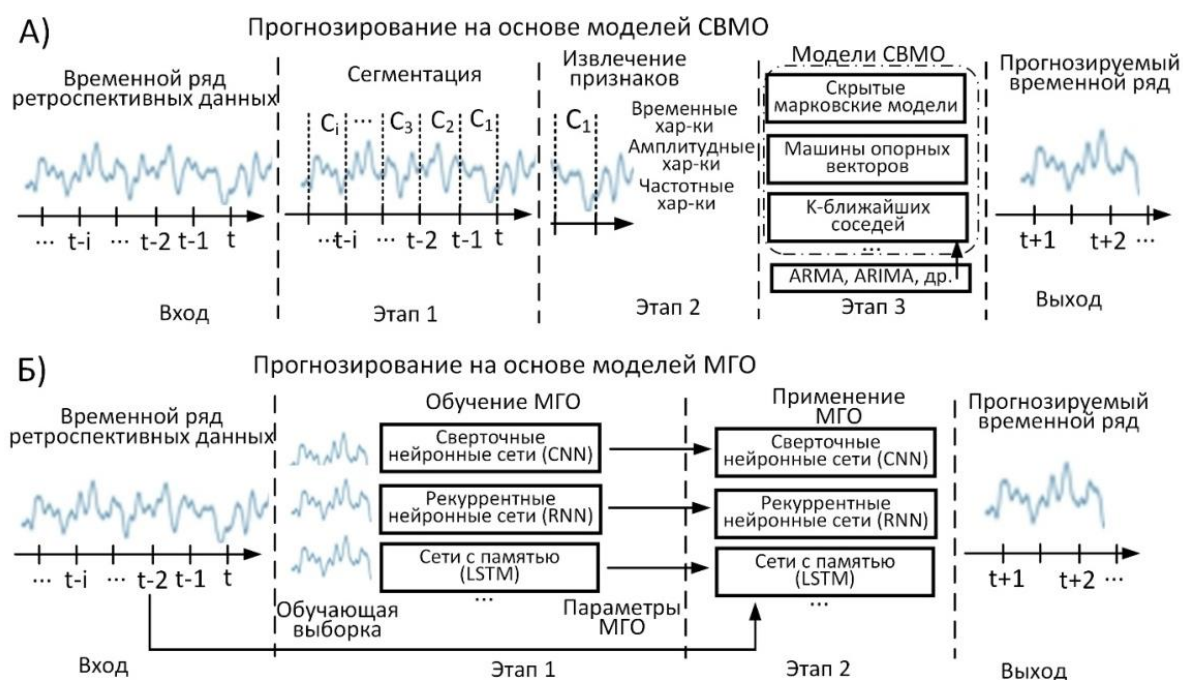 А)
Прогнозирование на основе моделей СВМО
Временной ряд
ретроспективных данных
... t-i ... t-2 t-1 t
Вход
Сегментация
Ci ... C3 C2 C1
...t-i ... t-2 t-1 t
Этап 1
Извлечение
признаков
C1
Временные
хар-ки
Амплитудные
хар-ки
Частотные
хар-ки
Этап 2
Модели СВМО
Скрытые
марковские модели
Машины опорных
векторов
K-ближайших
соседей
...
ARMA, ARIMA, др.
Этап 3
Прогнозируемый
временной ряд
t+1 t+2 ...
Выход
Б)
Прогнозирование на основе моделей МГО
Временной ряд
ретроспективных данных
... t-i ... t-2 t-1 t
Вход
Обучение МГО
Сверточные
нейронные сети (CNN)
Рекуррентные
нейронные сети (RNN)
Сети с памятью
(LSTM)
...
Обучающая
выборка
Параметры
МГО
Этап 1
Применение
МГО
Сверточные
нейронные сети (CNN)
Рекуррентные
нейронные сети (RNN)
Сети с памятью
(LSTM)
...
Этап 2
Прогнозируемый
временной ряд
t+1 t+2 ...
Выход